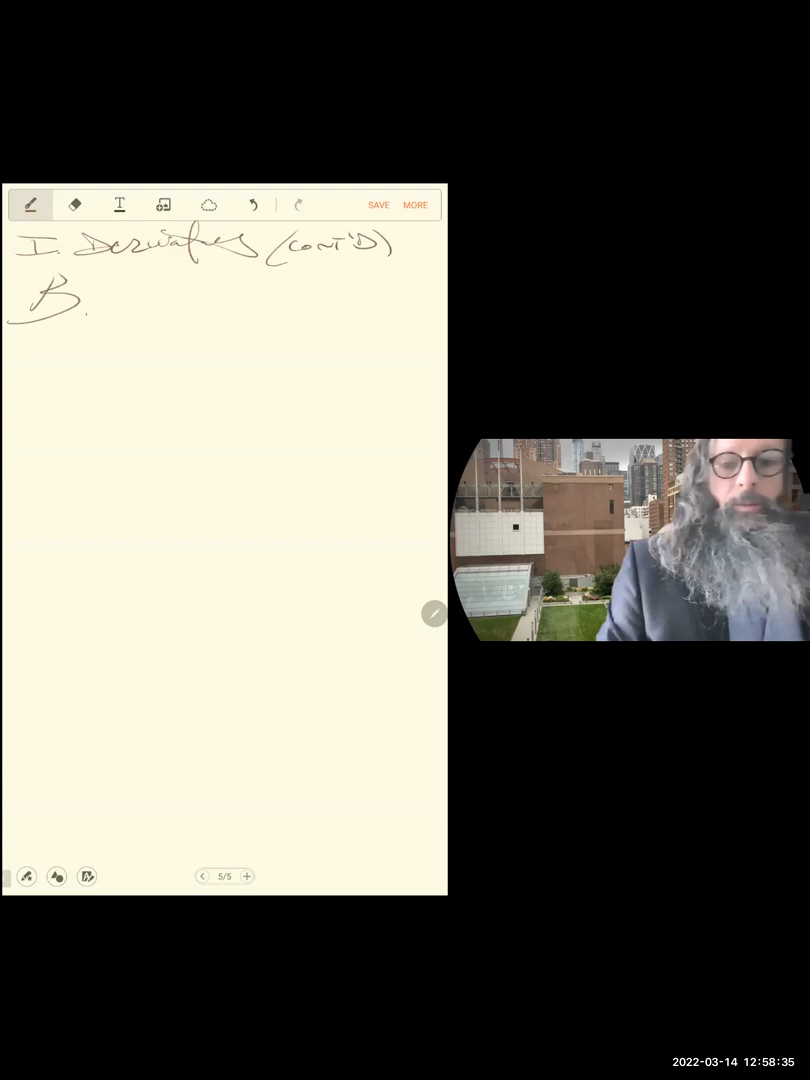 T SAVE MORE
I. Derivatives (CONT'D)
B.
5/5
2022-03-14 12:58:35